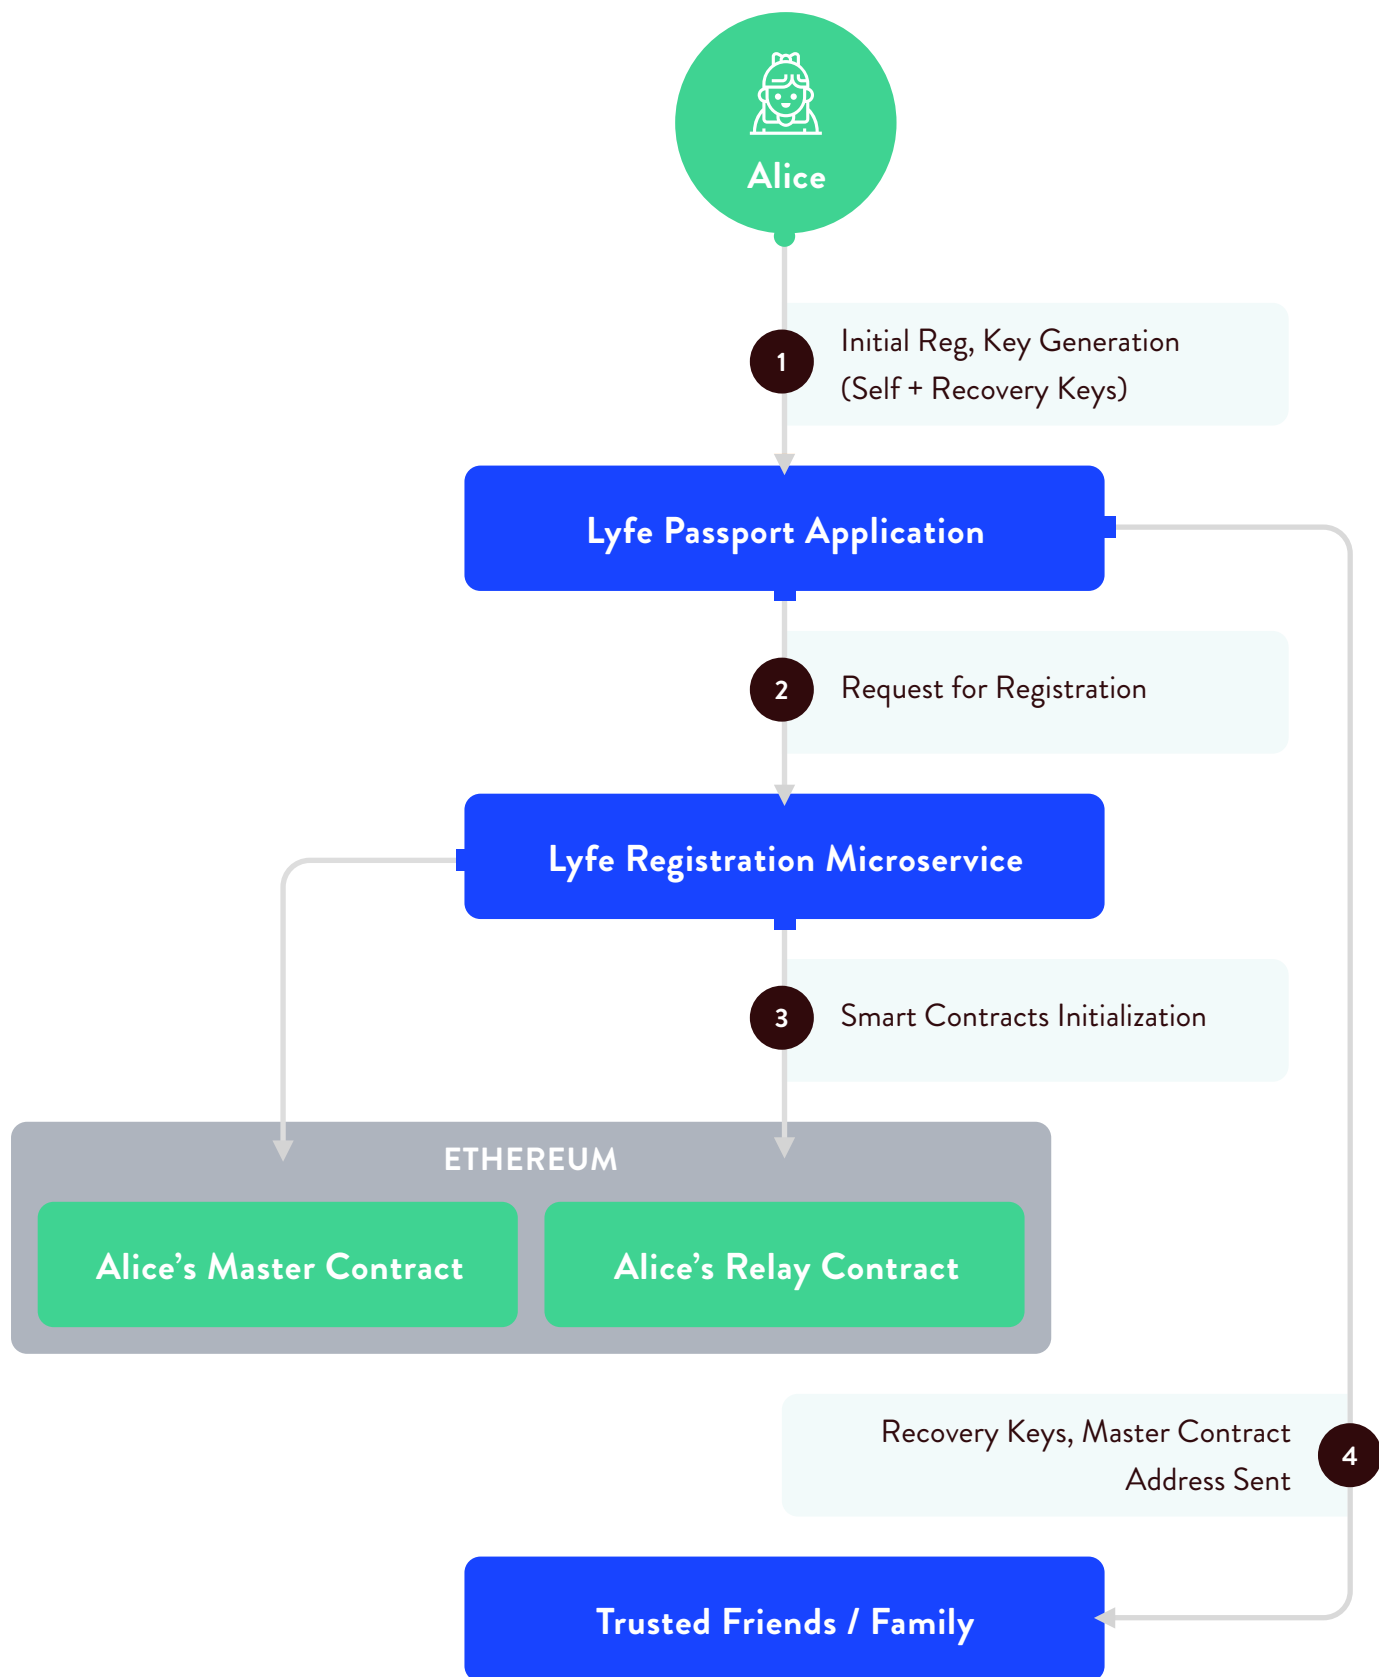 Alice
1
Initial Reg, Key Generation
(Self + Recovery Keys)
Lyfe Passport Application
2
Request for Registration
Lyfe Registration Microservice
3
Smart Contracts Initialization
ETHEREUM
Alice’s Master Contract
Alice’s Relay Contract
Recovery Keys, Master Contract
Address Sent
4
Trusted Friends / Family